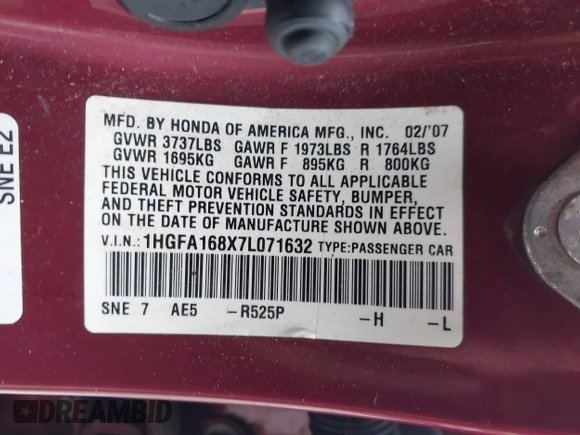 MFD. BY HONDA OF AMERICA MFG., INC. 02/'07
GVWR 3737LBS GAWR F 1973LBS R 1764LBS
GVWR 1695KG GAWR F 895KG R 800KG
THIS VEHICLE CONFORMS TO ALL APPLICABLE
FEDERAL MOTOR VEHICLE SAFETY, BUMPER,
AND THEFT PREVENTION STANDARDS IN EFFECT
ON THE DATE OF MANUFACTURE SHOWN ABOVE.
V.I.N.: 1HGFA168X7L071632 TYPE:PASSENGER CAR
SNE 7 AE5 -R525P -H -L
SNE E2
DREAMBID